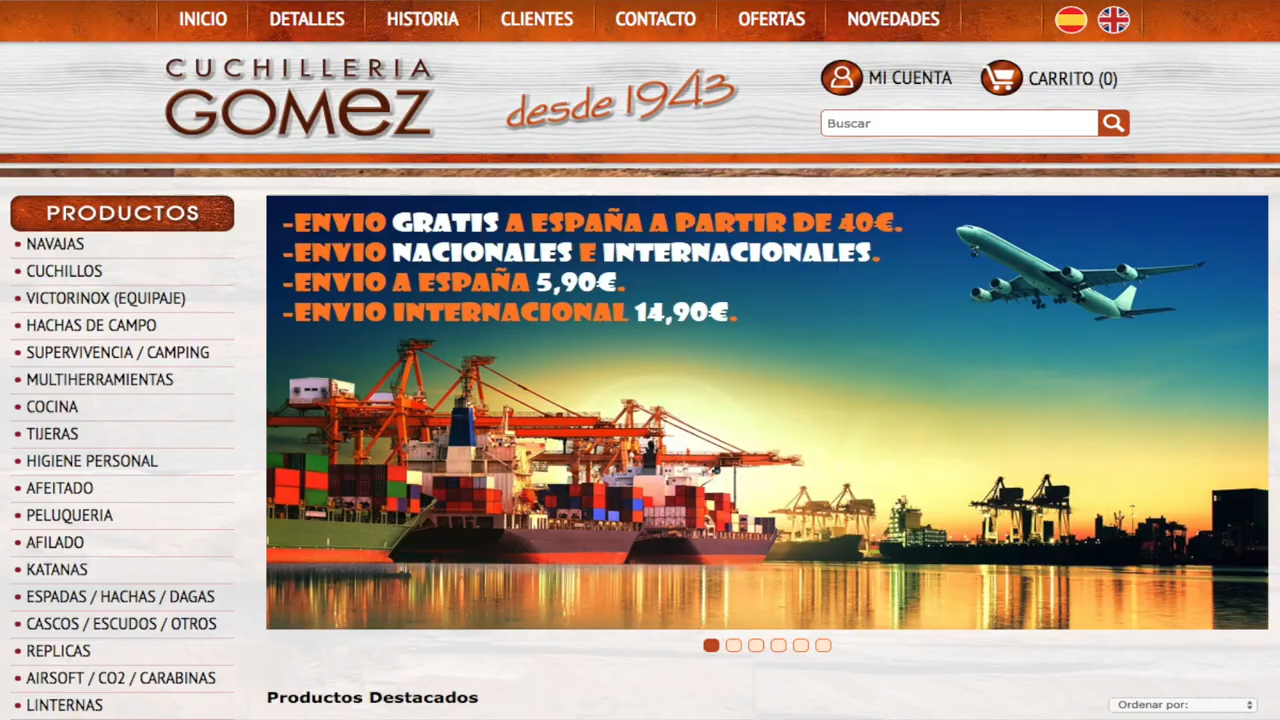 INICIO DETALLES HISTORIA CLIENTES CONTACTO OFERTAS NOVEDADES
CUCHILLERIA
GOMEZ
desde 1943
MI CUENTA CARRITO (0)
Buscar
PRODUCTOS
• NAVAJAS
• CUCHILLOS
• VICTORINOX (EQUIPAJE)
• HACHAS DE CAMPO
• SUPERVIVENCIA / CAMPING
• MULTIHERRAMIENTAS
• COCINA
• TIJERAS
• HIGIENE PERSONAL
• AFEITADO
• PELUQUERIA
• AFILADO
• KATANAS
• ESPADAS / HACHAS / DAGAS
• CASCOS / ESCUDOS / OTROS
• REPLICAS
• AIRSOFT / CO2 / CARABINAS
• LINTERNAS
-ENVIO GRATIS A ESPAÑA A PARTIR DE 40€.
-ENVIO NACIONALES E INTERNACIONALES.
-ENVIO A ESPAÑA 5,90€.
-ENVIO INTERNACIONAL 14,90€.
Productos Destacados
Ordenar por: